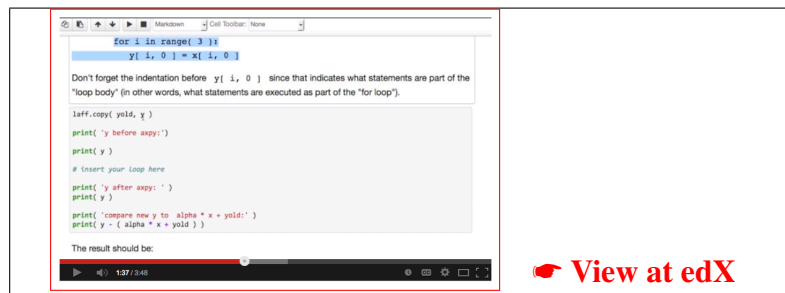 Markdown Cell Toolbar: None
for i in range( 3 ):
y[ i, 0 ] = x[ i, 0 ]
Don't forget the indentation before y[ i, 0 ] since that indicates what statements are part of the
"loop body" (in other words, what statements are executed as part of the "for loop").
laff.copy( yold, y )
print( 'y before axpy:')
print( y )
# insert your loop here
print( 'y after axpy: ' )
print( y )
print( 'compare new y to alpha * x + yold:' )
print( y - ( alpha * x + yold ) )
The result should be:
1:37 / 3:48
CC
☛ View at edX